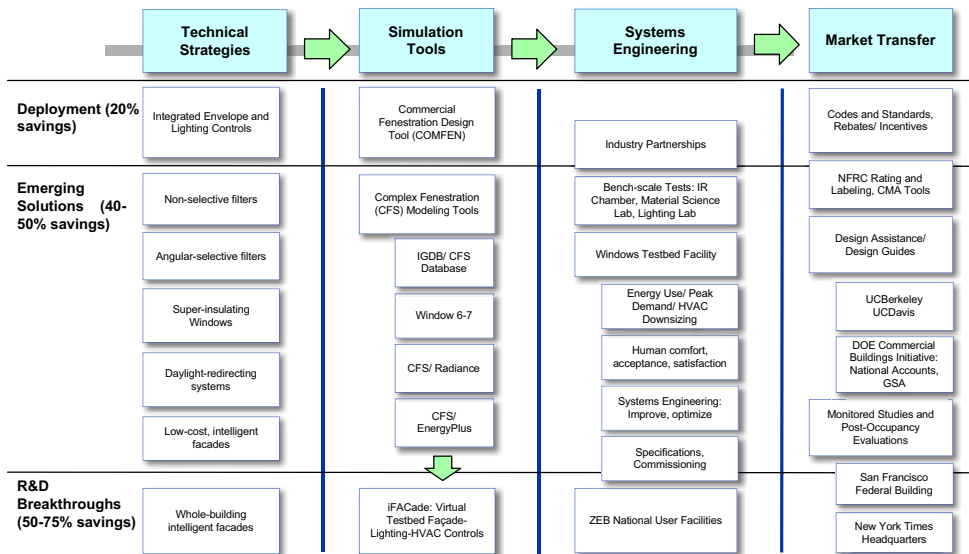 Technical
Strategies
Simulation
Tools
Systems
Engineering
Market Transfer
Deployment (20%
savings)
Integrated Envelope and
Lighting Controls
Commercial
Fenestration Design
Tool (COMFEN)
Industry Partnerships
Codes and Standards,
Rebates/ Incentives
Emerging
Solutions (40-
50% savings)
Non-selective filters
Angular-selective filters
Super-insulating
Windows
Daylight-redirecting
systems
Low-cost, intelligent
facades
Complex Fenestration
(CFS) Modeling Tools
IGDB/ CFS
Database
Window 6-7
CFS/ Radiance
CFS/
EnergyPlus
Bench-scale Tests: IR
Chamber, Material Science
Lab, Lighting Lab
Windows Testbed Facility
Energy Use/ Peak
Demand/ HVAC
Downsizing
Human comfort,
acceptance, satisfaction
Systems Engineering:
Improve, optimize
Specifications,
Commissioning
NFRC Rating and
Labeling, CMA Tools
Design Assistance/
Design Guides
UCBerkeley
UCDavis
DOE Commercial
Buildings Initiative:
National Accounts,
GSA
Monitored Studies and
Post-Occupancy
Evaluations
San Francisco
Federal Building
New York Times
Headquarters
R&D
Breakthroughs
(50-75% savings)
Whole-building
intelligent facades
iFACade: Virtual
Testbed Façade-
Lighting-HVAC Controls
ZEB National User Facilities